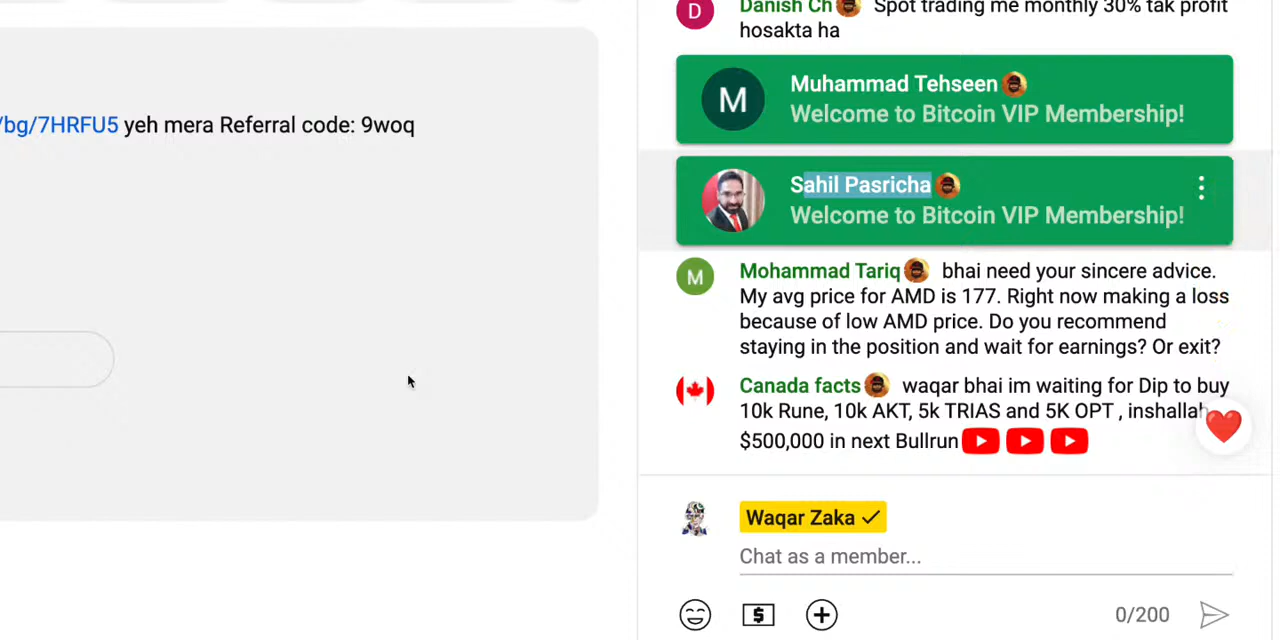 /bg/7HRFU5 yeh mera Referral code: 9woq
D
Danish Ch Spot trading me monthly 30% tak profit
hosakta ha
M
Muhammad Tehseen
Welcome to Bitcoin VIP Membership!
Sahil Pasricha
Welcome to Bitcoin VIP Membership!
M
Mohammad Tariq bhai need your sincere advice.
My avg price for AMD is 177. Right now making a loss
because of low AMD price. Do you recommend
staying in the position and wait for earnings? Or exit?
Canada facts waqar bhai im waiting for Dip to buy
10k Rune, 10k AKT, 5k TRIAS and 5K OPT , inshallah
$500,000 in next Bullrun
Waqar Zaka
Chat as a member...
$
0/200